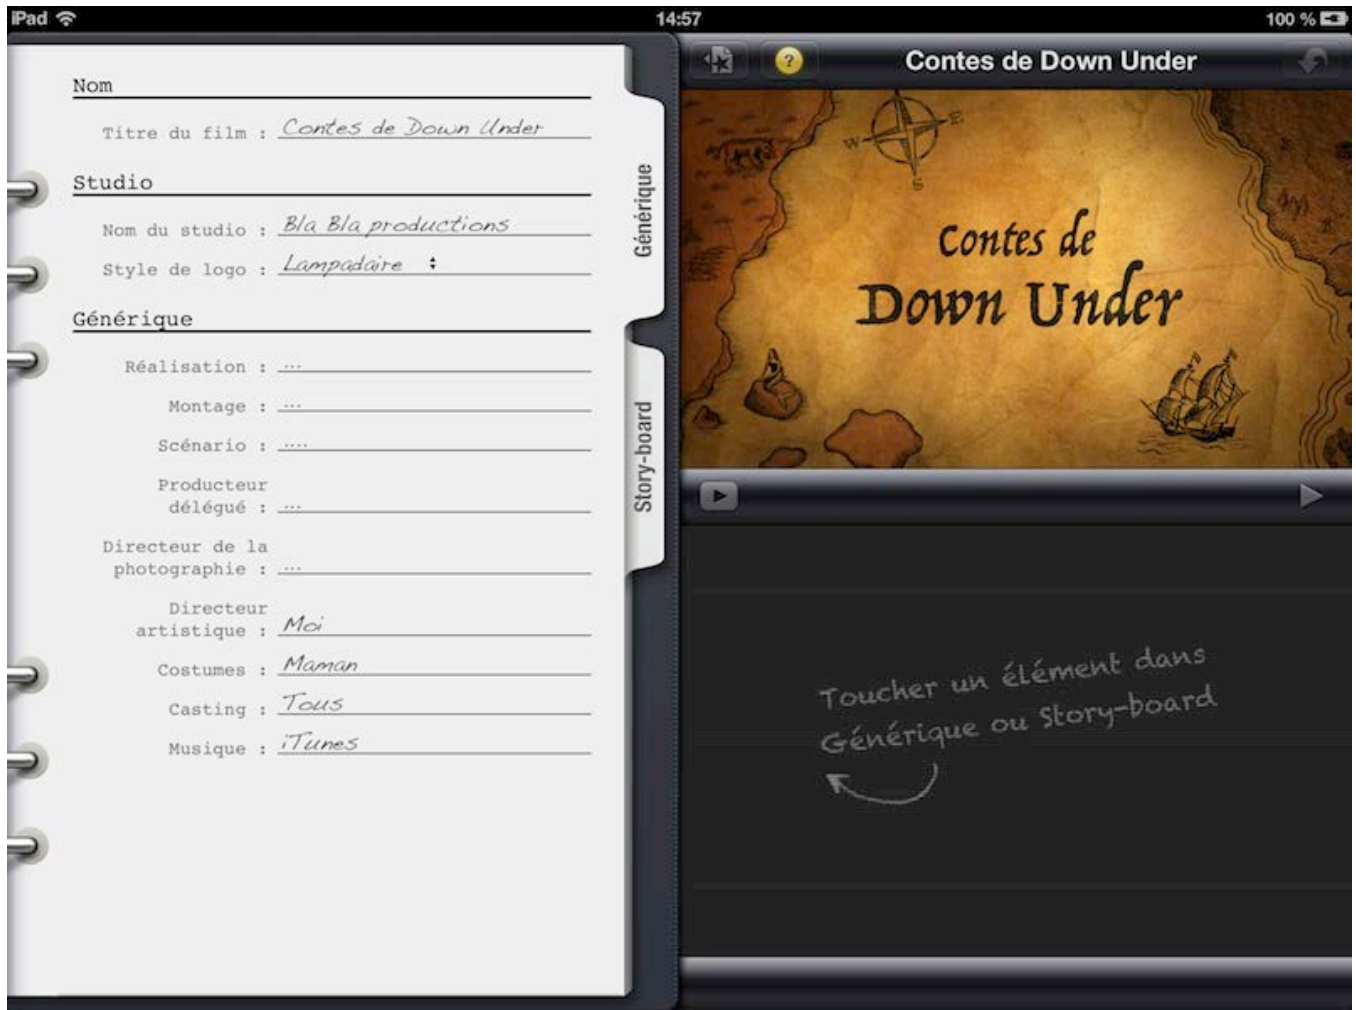 iPad
14:57
100 %
Nom
Titre du film : Contes de Down Under
Studio
Nom du studio : Bla Bla productions
Style de logo : Lampadaire
Générique
Réalisation : ...
Montage : ...
Scénario : ....
Producteur
délégué : ...
Directeur de la
photographie : ...
Directeur
artistique : Moi
Costumes : Maman
Casting : Tous
Musique : iTunes
Générique
Story-board
?
Contes de Down Under
W
E
S
Contes de
Down Under
Toucher un élément dans
Générique ou Story-board